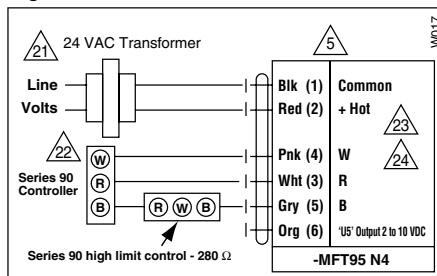 21 24 VAC Transformer
5
W017
Line
Volts
Blk (1) Common
Red (2) + Hot
23
22
24
Series 90
Controller
W
R
B
Pnk (4) W
Wht (3) R
R W B
Gry (5) B
Org (6) 'U5' Output 2 to 10 VDC
Series 90 high limit control - 280 Ω
-MFT95 N4